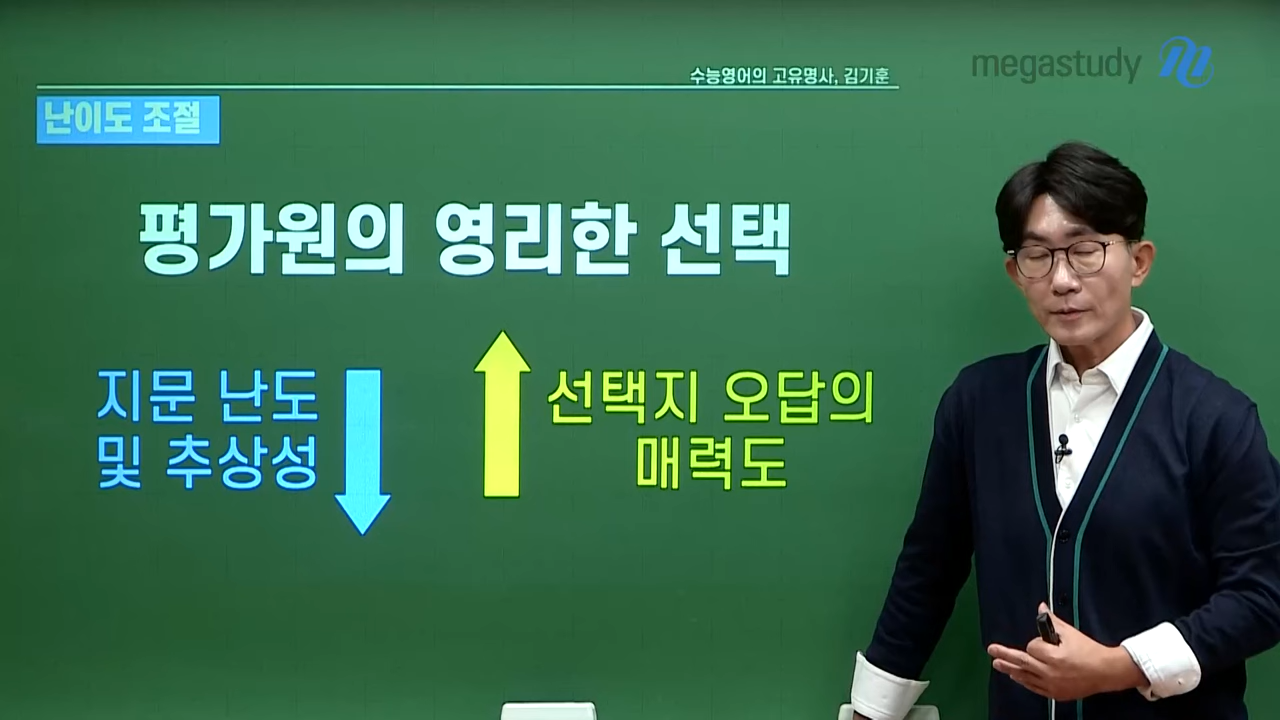 수능영어의 고유명사, 김기훈
megastudy
난이도 조절
평가원의 영리한 선택
지문 난도
및 추상성
선택지 오답의
매력도